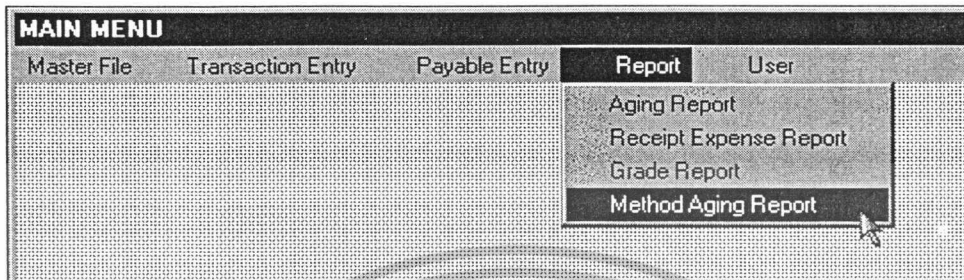 MAIN MENU
Master File Transaction Entry Payable Entry Report User
Aging Report
Receipt Expense Report
Grade Report
Method Aging Report